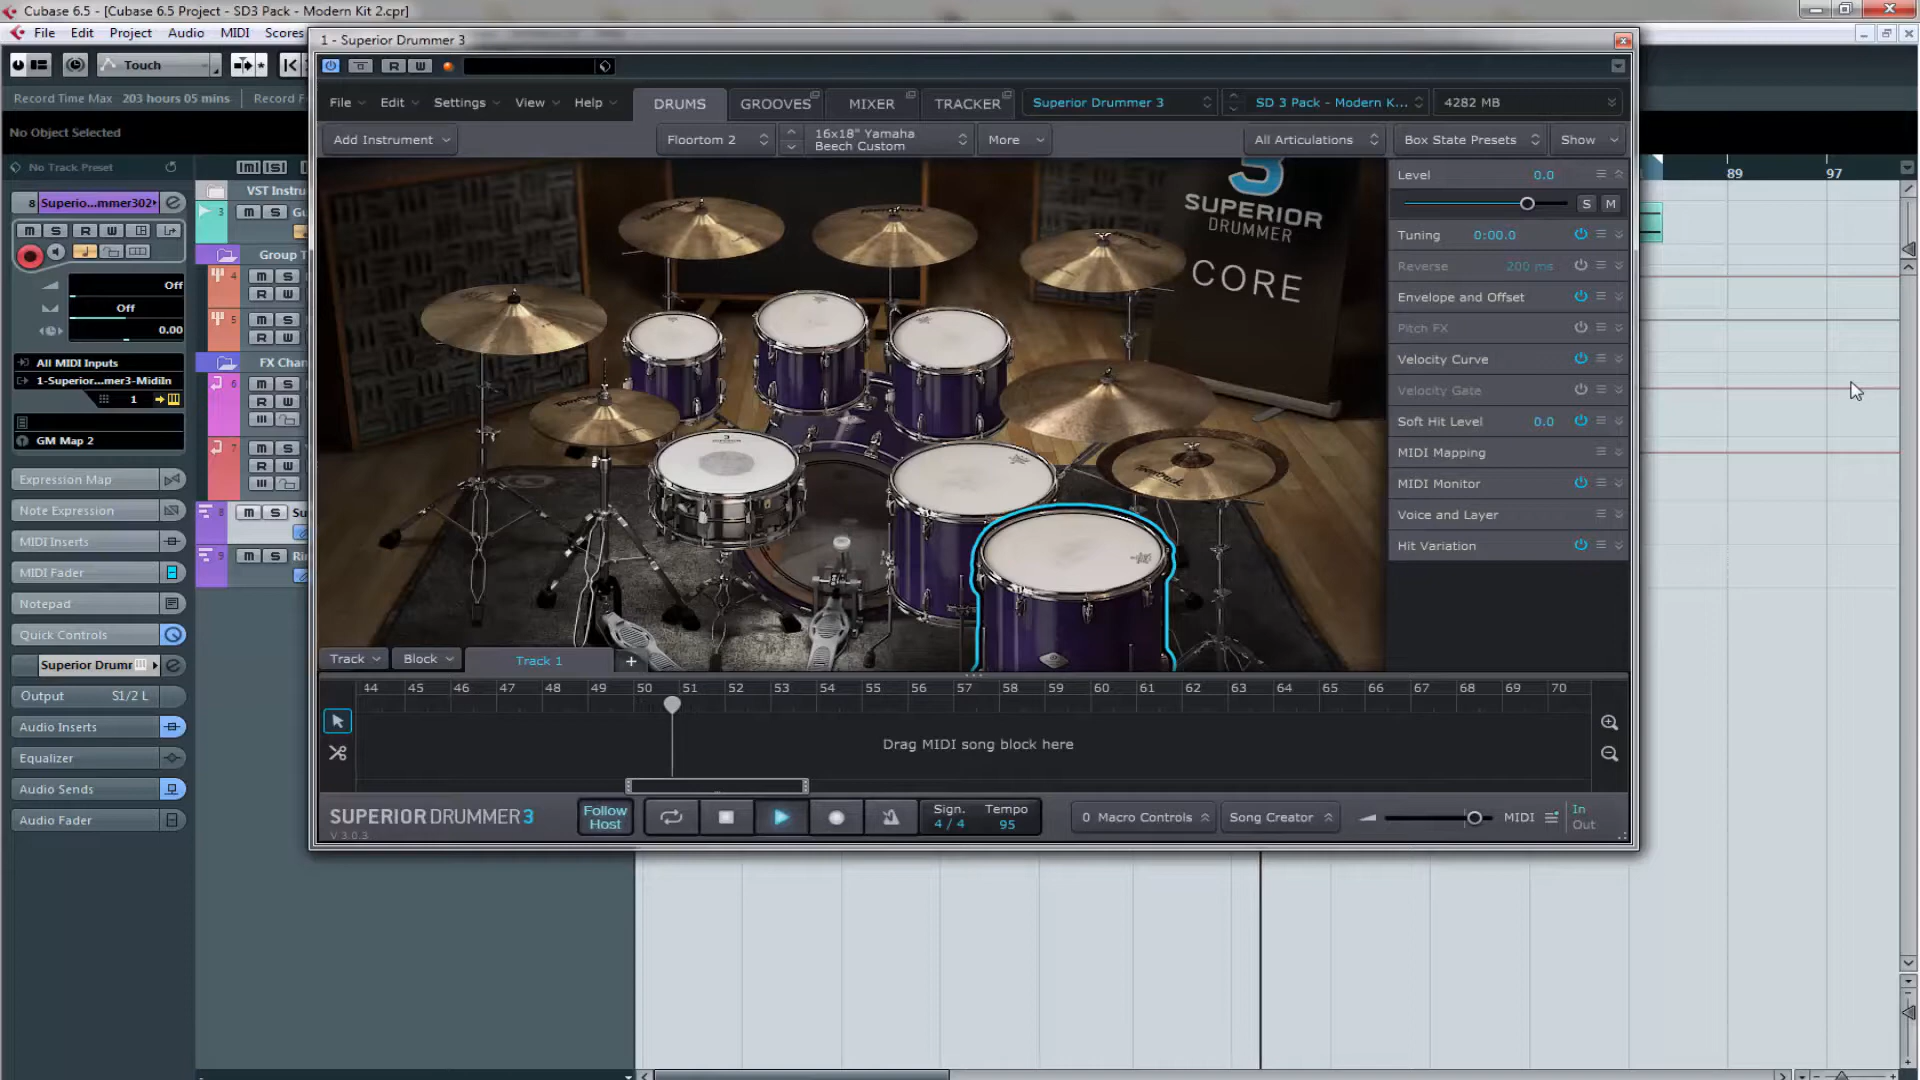 Cubase 6.5 - [Cubase 6.5 Project - SD3 Pack - Modern Kit 2.cpr]
File Edit Project Audio MIDI Scores
1 - Superior Drummer 3
Touch
R W
Record Time Max 203 hours 05 mins
File Edit Settings View Help DRUMS GROOVES MIXER TRACKER Superior Drummer 3 SD 3 Pack - Modern K... 4282 MB
No Object Selected
Add Instrument Floortom 2 16x18" Yamaha
Beech Custom More All Articulations Box State Presets Show
No Track Preset
VST Instru
8 Superio...mmer302
M S R W
Off
Off
0.00
All MIDI Inputs
1-Superior...mer3-MidiIn
1
GM Map 2
Expression Map
Note Expression
MIDI Inserts
MIDI Fader
Notepad
Quick Controls
Superior Drumr
Output S1/2 L
Audio Inserts
Equalizer
Audio Sends
Audio Fader
3 M S
Group T
4 M S
R W
5 M S
R W
FX Chan
6 M S
R W
7 M S
R W
8 M S Su
9 M S
3
SUPERIOR
DRUMMER
CORE
Level 0.0
S M
Tuning 0:00.0
Reverse 200 ms
Envelope and Offset
Pitch FX
Velocity Curve
Velocity Gate
Soft Hit Level 0.0
MIDI Mapping
MIDI Monitor
Voice and Layer
Hit Variation
89 97
Track Block Track 1 +
44 45 46 47 48 49 50 51 52 53 54 55 56 57 58 59 60 61 62 63 64 65 66 67 68 69 70
Drag MIDI song block here
SUPERIOR DRUMMER 3
V 3.0.3
Follow
Host
Sign.
4 / 4
Tempo
95
0 Macro Controls
Song Creator
MIDI
In
Out